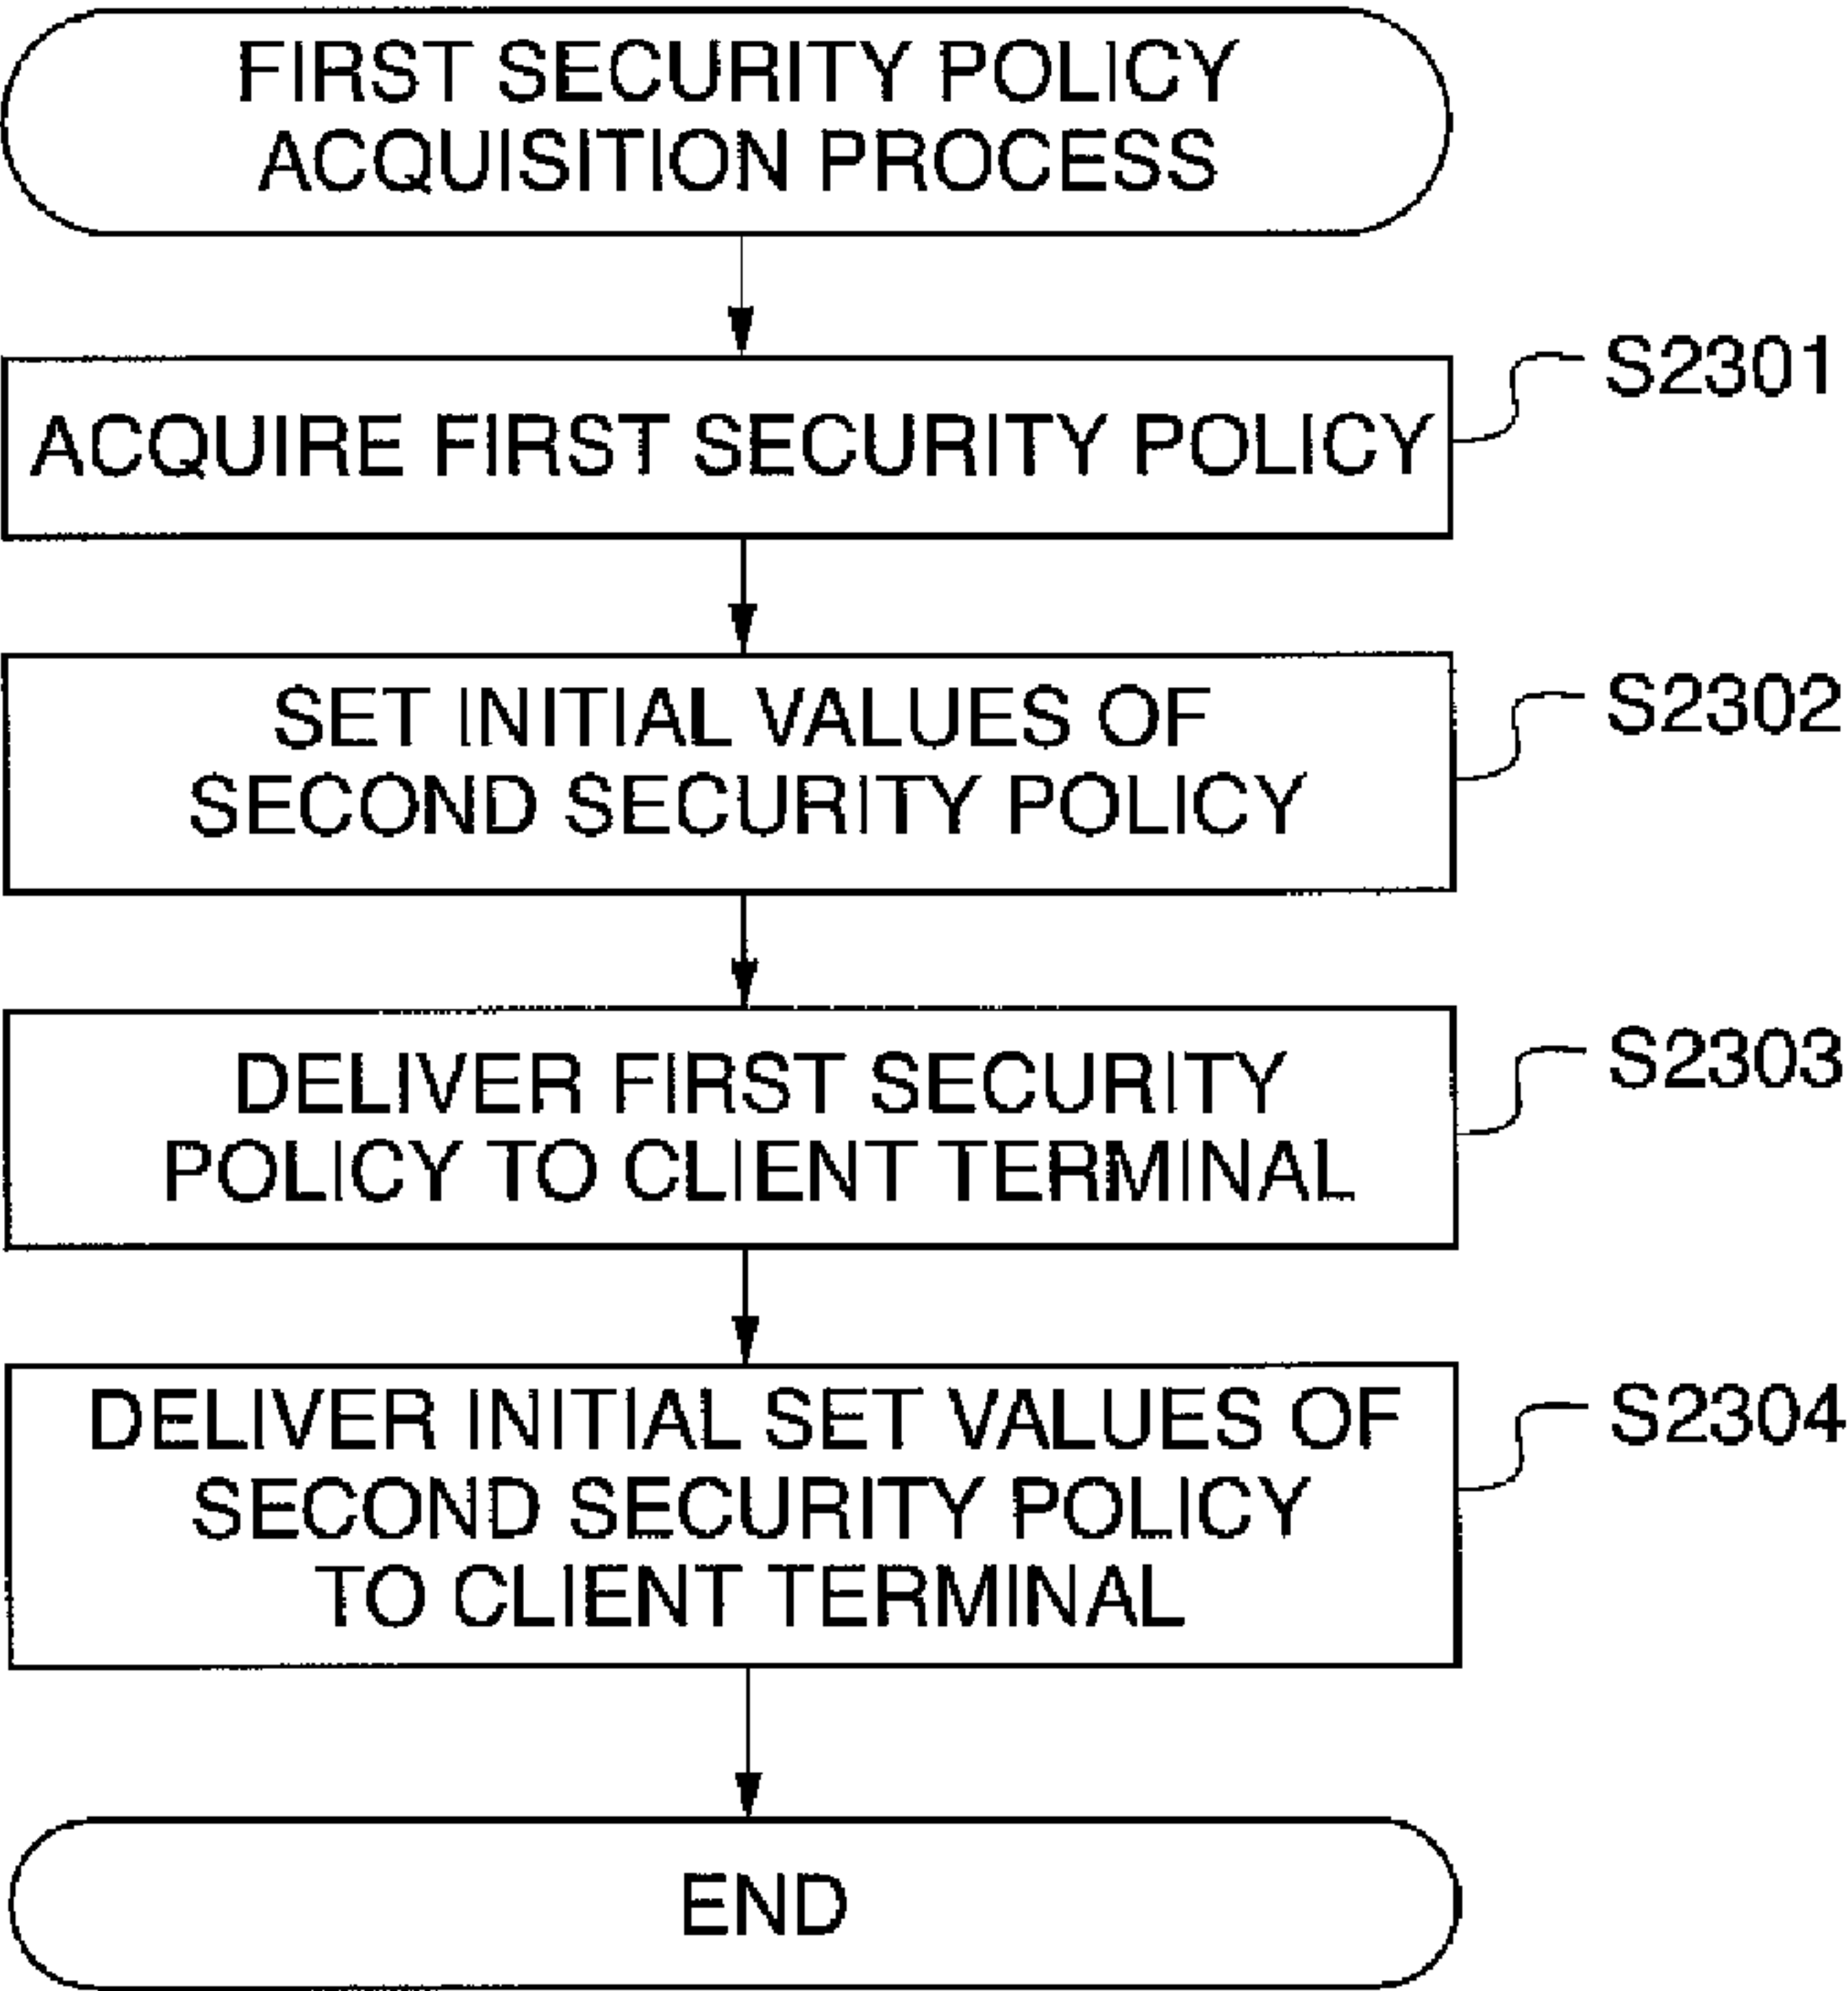 FIRST SECURITY POLICY
ACQUISITION PROCESS
S2301
ACQUIRE FIRST SECURITY POLICY
S2302
SET INITIAL VALUES OF
SECOND SECURITY POLICY
S2303
DELIVER FIRST SECURITY
POLICY TO CLIENT TERMINAL
S2304
DELIVER INITIAL SET VALUES OF
SECOND SECURITY POLICY
TO CLIENT TERMINAL
END